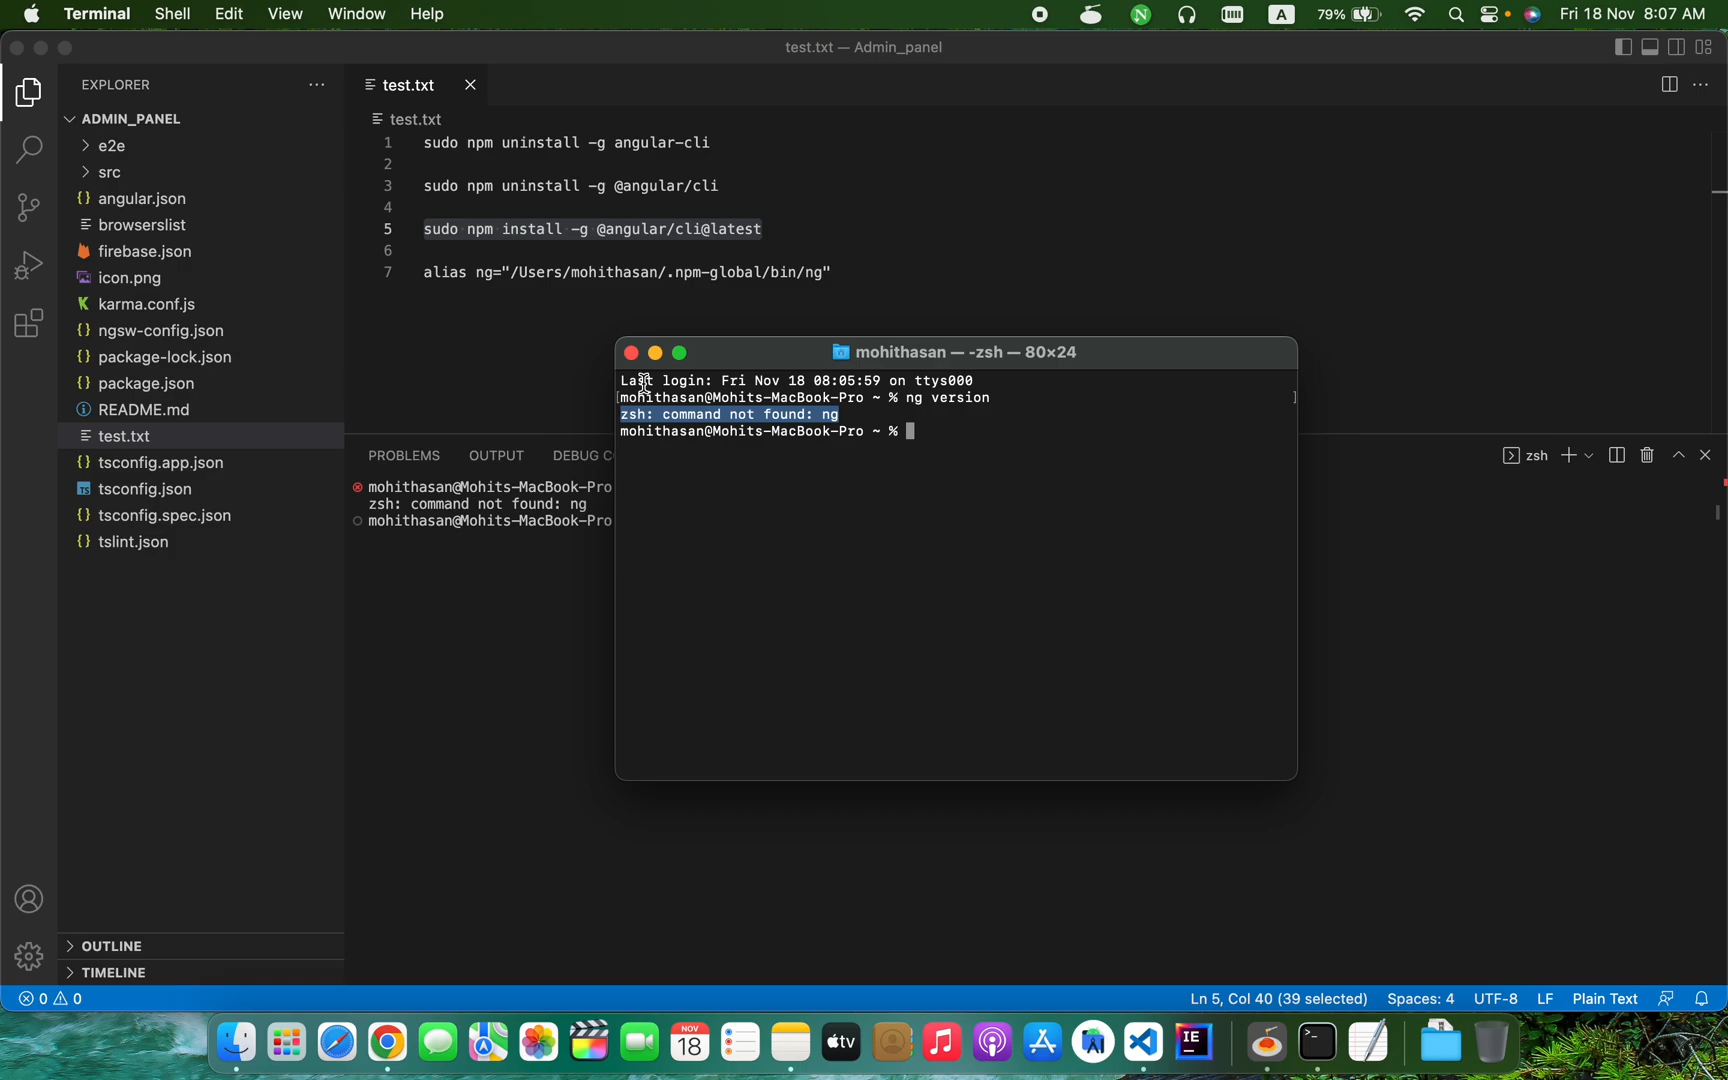 Terminal Shell Edit View Window Help
A 79% Fri 18 Nov 8:07 AM
test.txt — Admin_panel
EXPLORER
test.txt
ADMIN_PANEL
e2e
src
angular.json
browserslist
firebase.json
icon.png
karma.conf.js
ngsw-config.json
package-lock.json
package.json
README.md
test.txt
tsconfig.app.json
tsconfig.json
tsconfig.spec.json
tslint.json
OUTLINE
TIMELINE
test.txt
1 sudo npm uninstall -g angular-cli
2
3 sudo npm uninstall -g @angular/cli
4
5 sudo npm install -g @angular/cli@latest
6
7 alias ng="/Users/mohithasan/.npm-global/bin/ng"
mohithasan — -zsh — 80×24
Last login: Fri Nov 18 08:05:59 on ttys000
[mohithasan@Mohits-MacBook-Pro ~ % ng version ]
zsh: command not found: ng
mohithasan@Mohits-MacBook-Pro ~ %
PROBLEMS OUTPUT DEBUG C
zsh
mohithasan@Mohits-MacBook-Pro
zsh: command not found: ng
mohithasan@Mohits-MacBook-Pro
0 0 Ln 5, Col 40 (39 selected) Spaces: 4 UTF-8 LF Plain Text
NOV
18
tv
IE